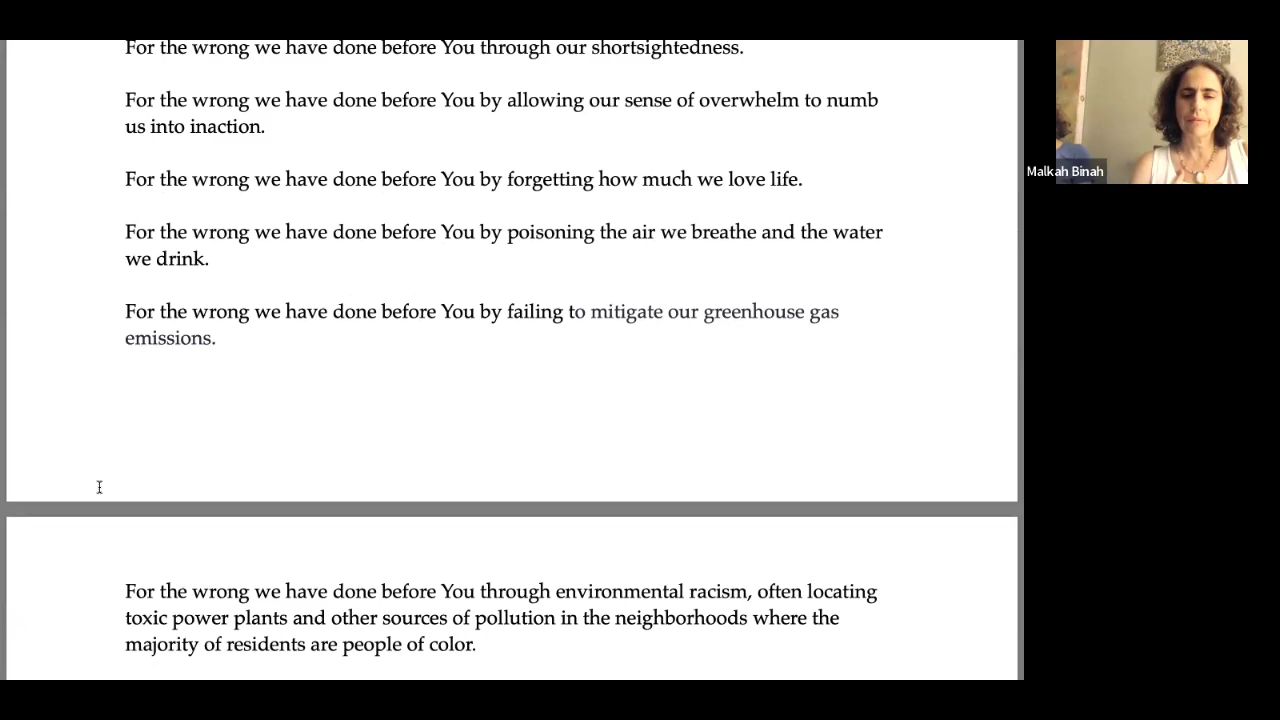 For the wrong we have done before You through our shortsightedness.
For the wrong we have done before You by allowing our sense of overwhelm to numb
us into inaction.
For the wrong we have done before You by forgetting how much we love life.
For the wrong we have done before You by poisoning the air we breathe and the water
we drink.
For the wrong we have done before You by failing to mitigate our greenhouse gas
emissions.
For the wrong we have done before You through environmental racism, often locating
toxic power plants and other sources of pollution in the neighborhoods where the
majority of residents are people of color.
Malkah Binah